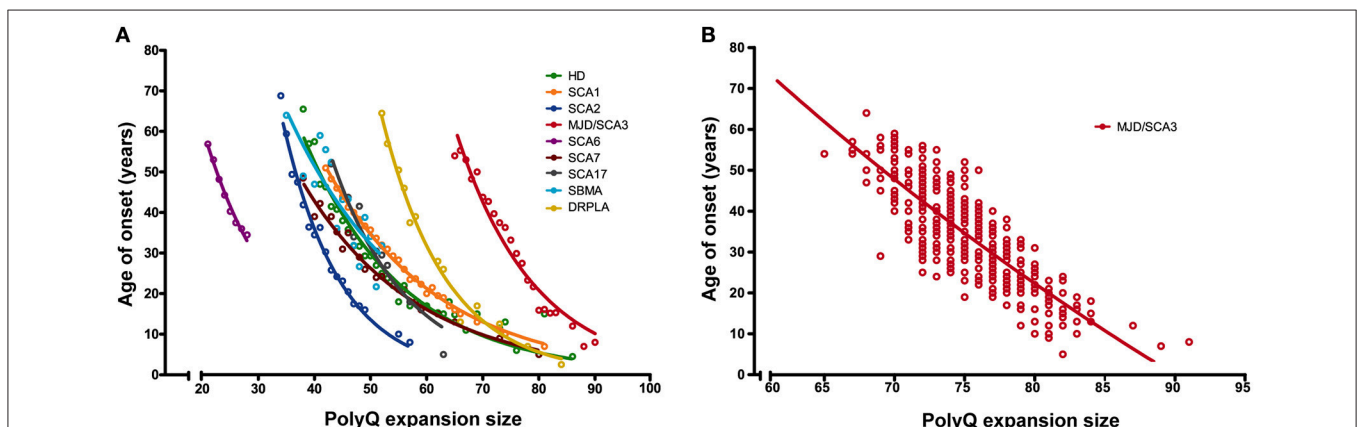 A
B
80
70
60
50
40
30
20
10
0
Age of onset (years)
20 30 40 50 60 70 80 90 100
PolyQ expansion size
HD
SCA1
SCA2
MJD/SCA3
SCA6
SCA7
SCA17
SBMA
DRPLA
80
70
60
50
40
30
20
10
0
Age of onset (years)
60 65 70 75 80 85 90 95
PolyQ expansion size
MJD/SCA3